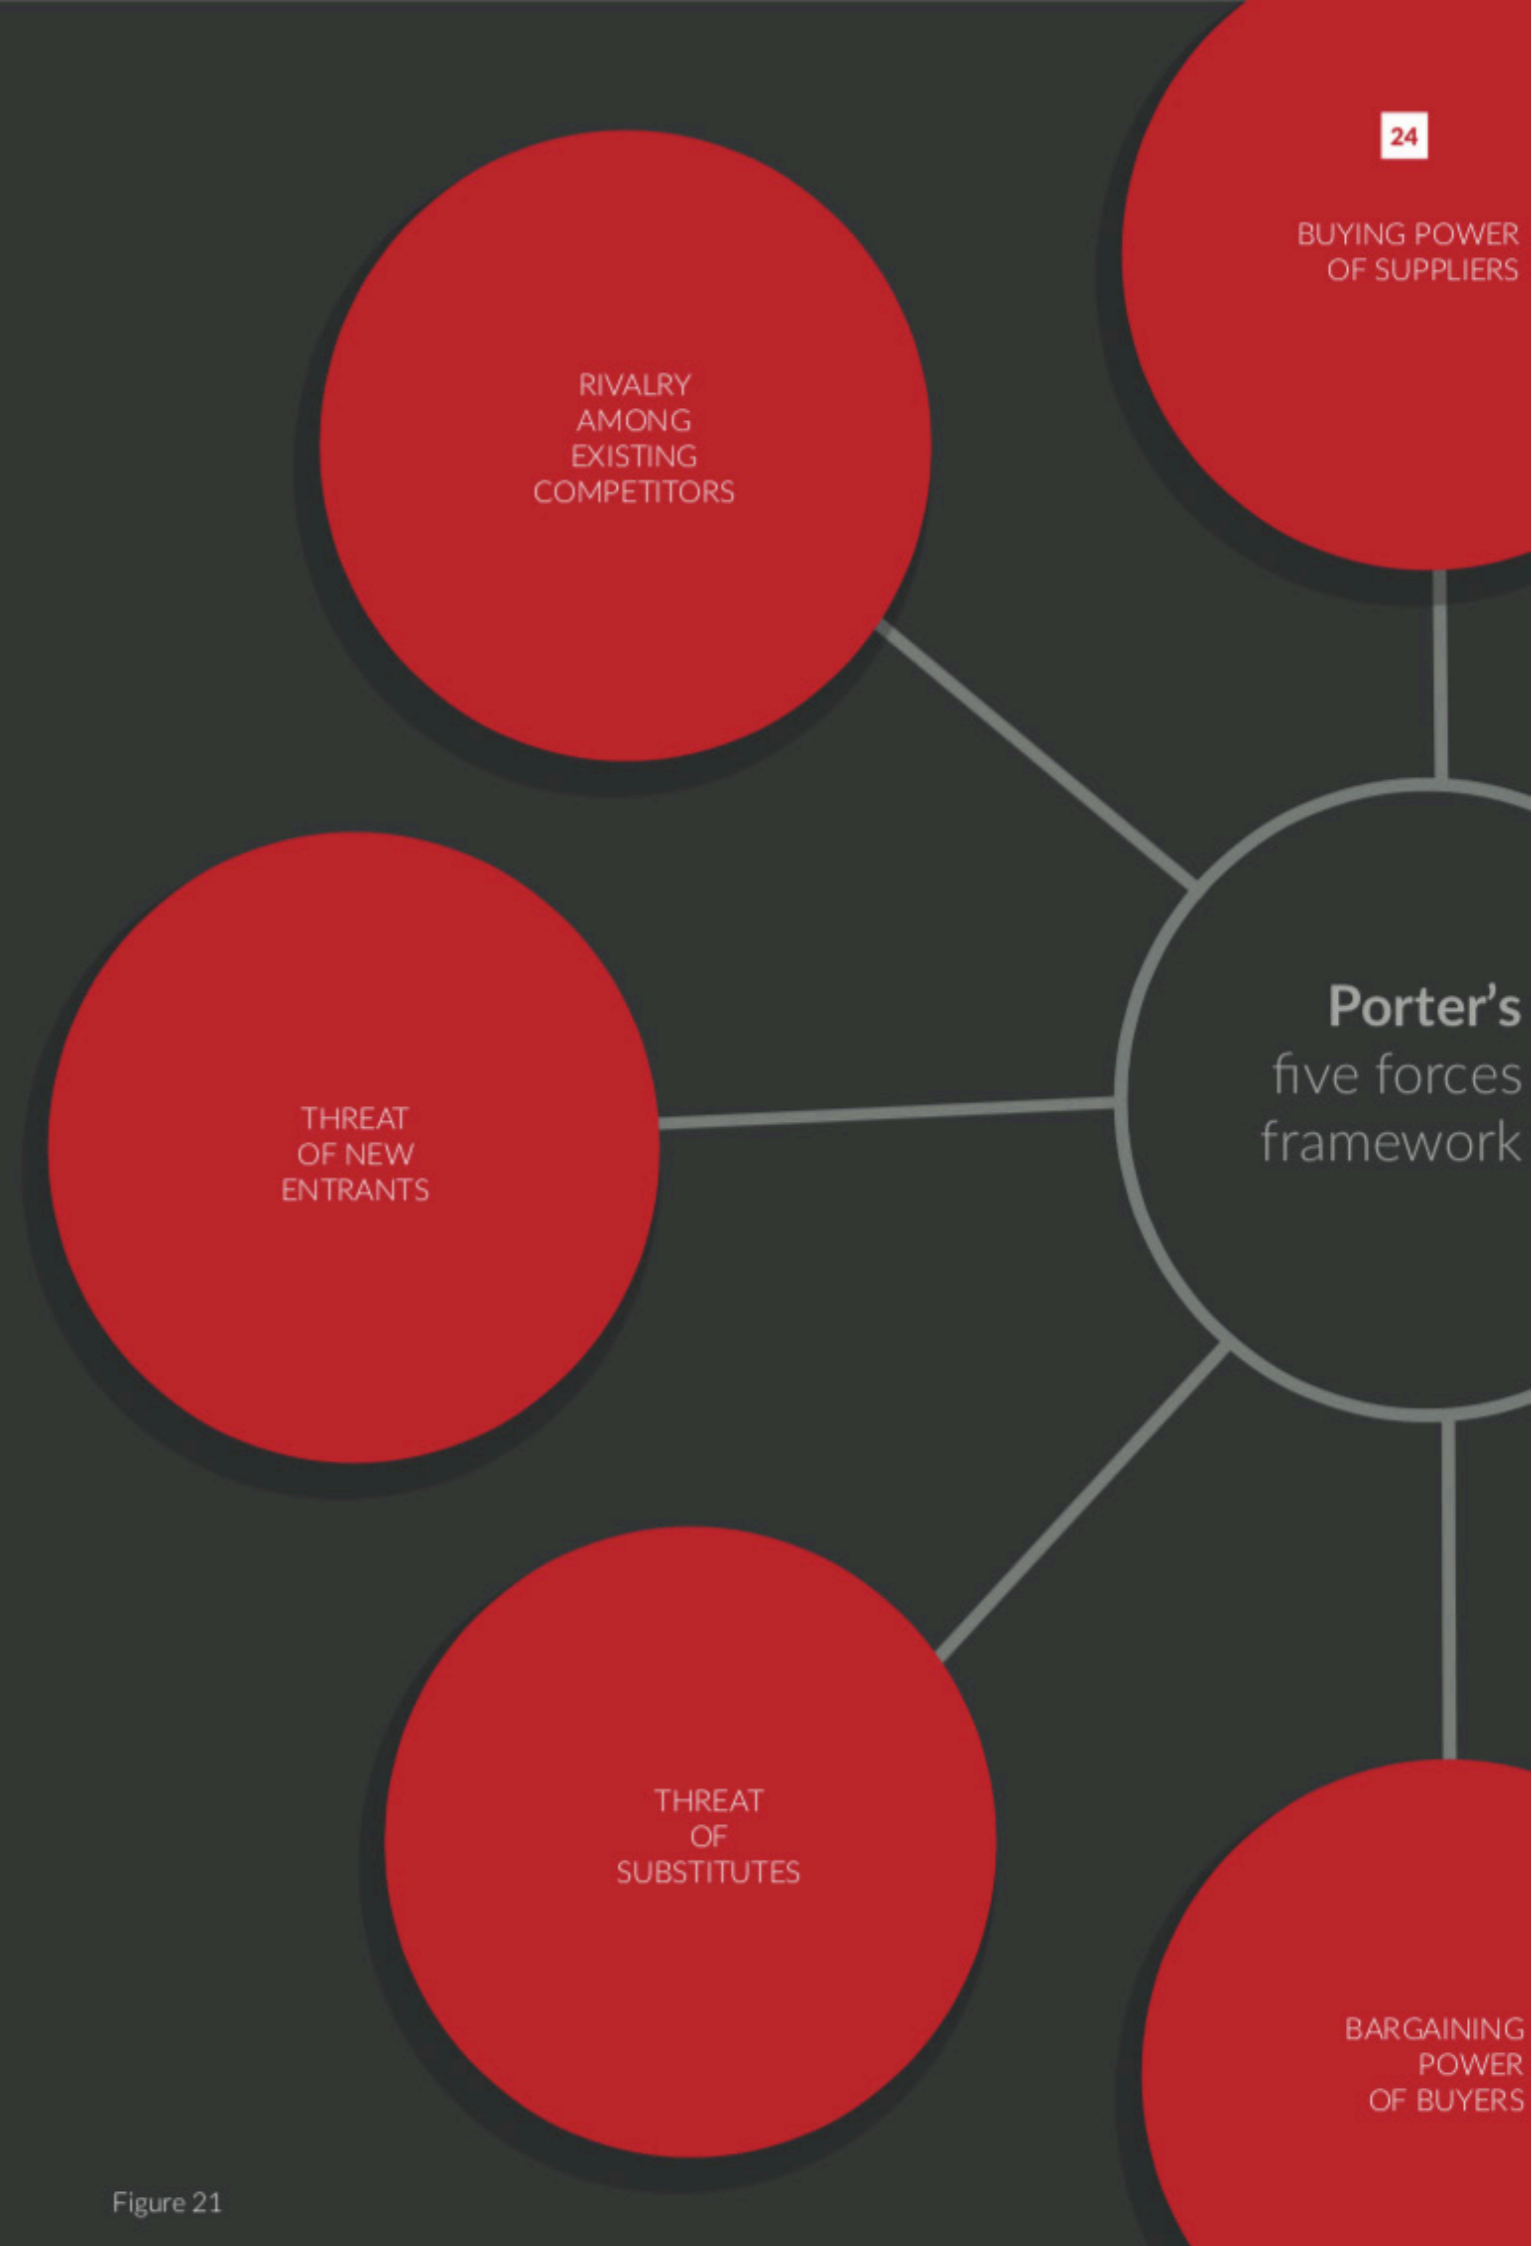 24
BUYING POWER
OF SUPPLIERS
RIVALRY
AMONG
EXISTING
COMPETITORS
Porter’s
five forces
framework
THREAT
OF NEW
ENTRANTS
THREAT
OF
SUBSTITUTES
BARGAINING
POWER
OF BUYERS
Figure 21